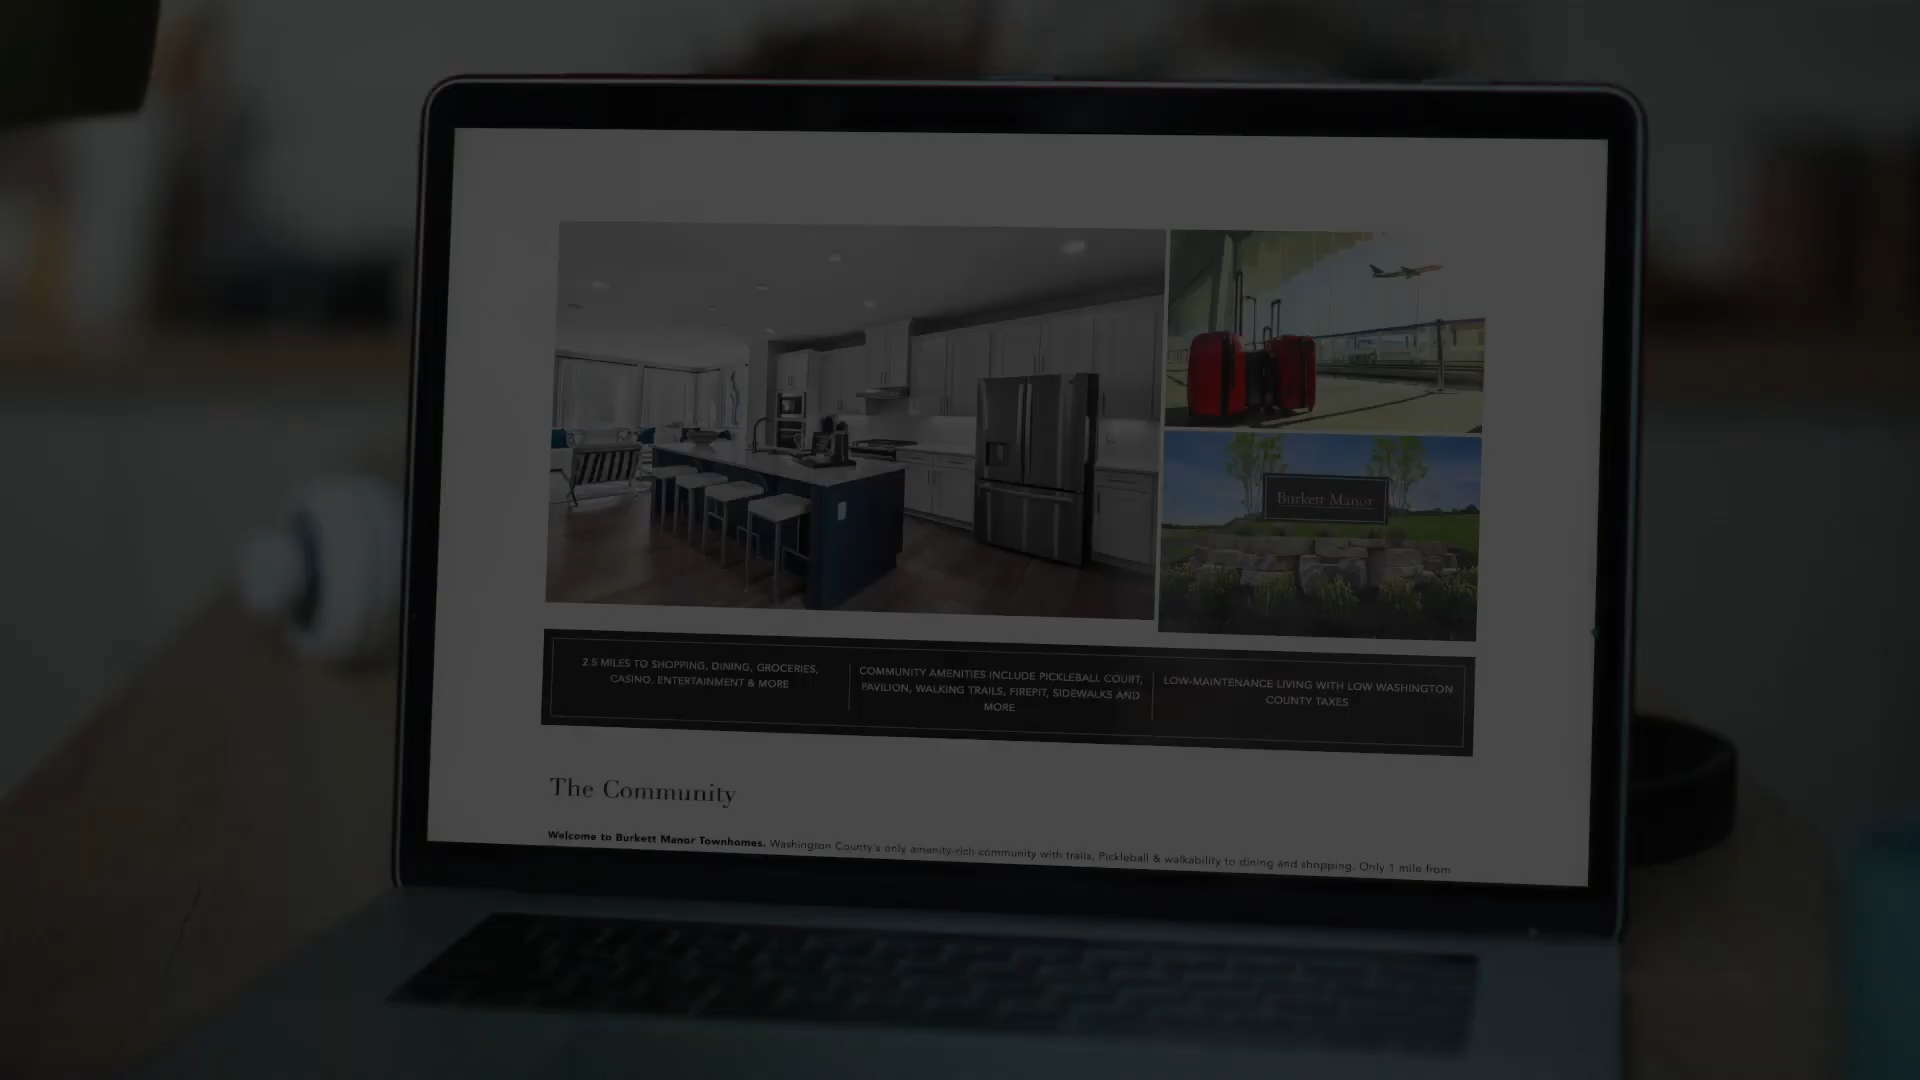 Burkett Manor
2.5 MILES TO SHOPPING, DINING, GROCERIES,
CASINO, ENTERTAINMENT & MORE
COMMUNITY AMENITIES INCLUDE PICKLEBALL COURT,
PAVILION, WALKING TRAILS, FIREPIT, SIDEWALKS AND
MORE
LOW-MAINTENANCE LIVING WITH LOW WASHINGTON
COUNTY TAXES
The Community
Welcome to Burkett Manor Townhomes. Washington County's only amenity-rich community with trails, Pickleball & walkability to dining and shopping. Only 1 mile from